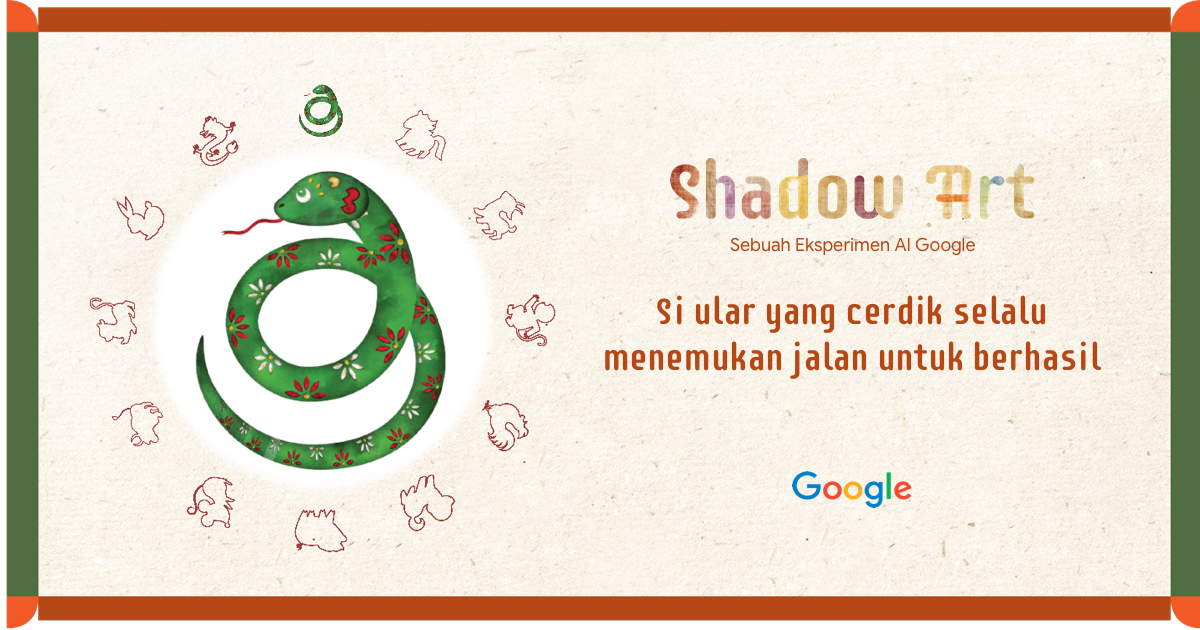 Shadow Art
Sebuah Eksperimen AI Google
Si ular yang cerdik selalu
menemukan jalan untuk berhasil
Google